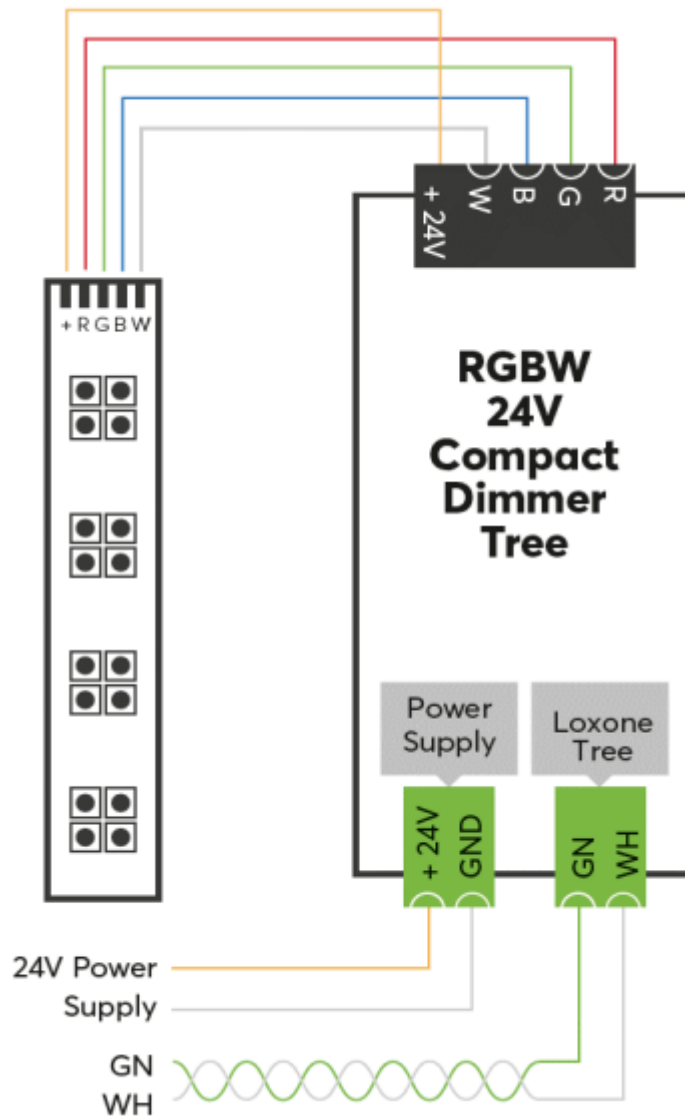 + 24V
W
B
G
R
+RGBW
RGBW
24V
Compact
Dimmer
Tree
Power
Supply
Loxone
Tree
+ 24V
GND
GN
WH
24V Power
Supply
GN
WH